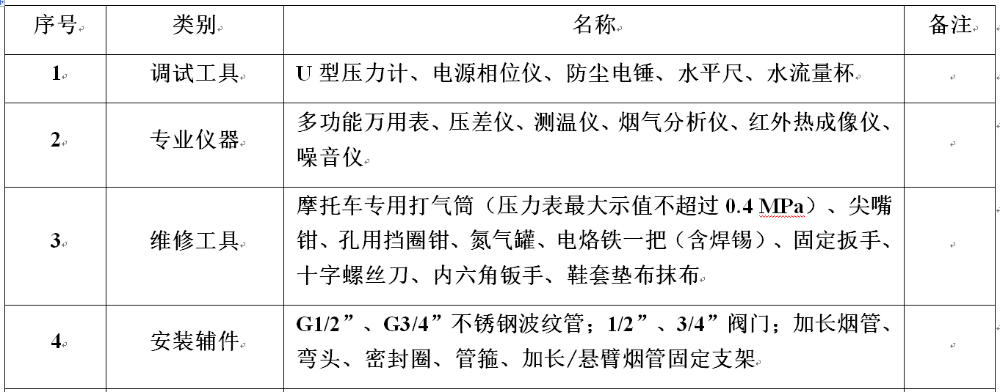 序号 类别 名称 备注
1 调试工具 U 型压力计、电源相位仪、防尘电锤、水平尺、水流量杯
2 专业仪器 多功能万用表、压差仪、测温仪、烟气分析仪、红外热成像仪、
噪音仪
3 维修工具 摩托车专用打气筒（压力表最大示值不超过 0.4 MPa）、尖嘴
钳、孔用挡圈钳、氮气罐、电烙铁一把（含焊锡）、固定扳手、
十字螺丝刀、内六角钣手、鞋套垫布抹布
4 安装辅件 G1/2”、G3/4”不锈钢波纹管；1/2”、3/4”阀门；加长烟管、
弯头、密封圈、管箍、加长/悬臂烟管固定支架